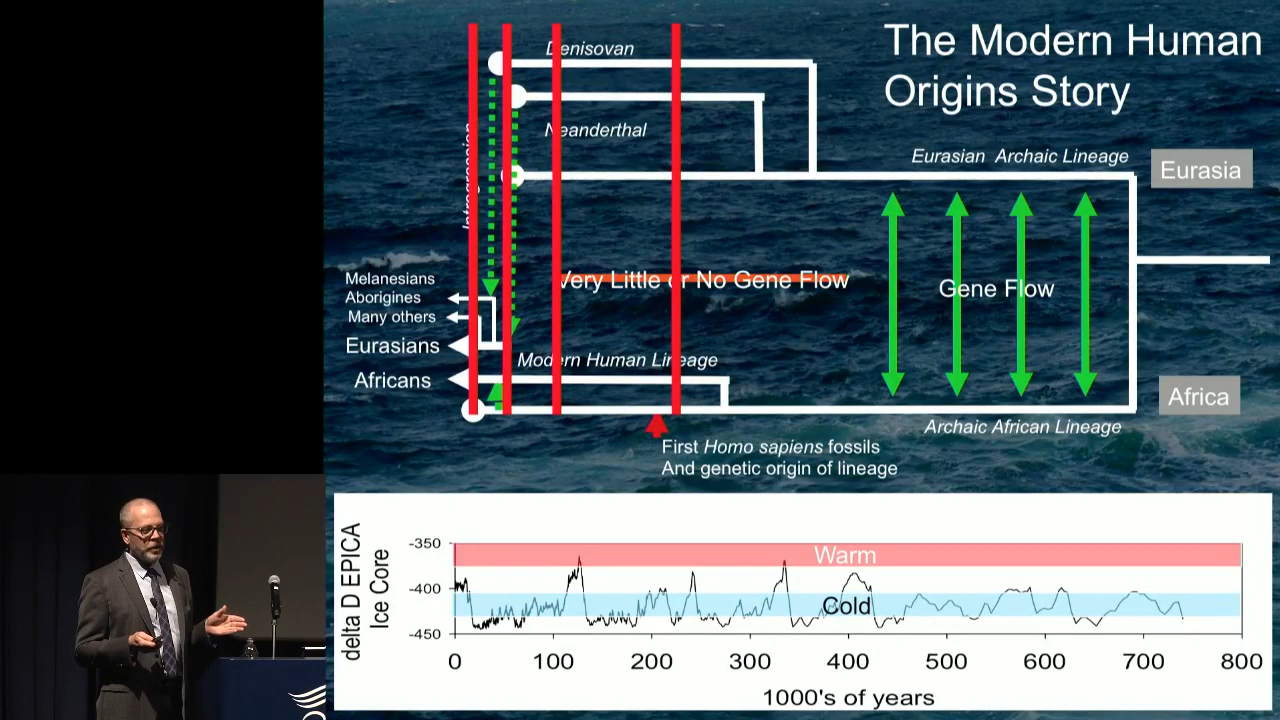 The Modern Human
Origins Story
Denisovan
Neanderthal
Introgression
Eurasian Archaic Lineage
Eurasia
Very Little or No Gene Flow
Gene Flow
Melanesians
Aborigines
Many others
Eurasians
Africans
Modern Human Lineage
Africa
Archaic African Lineage
First Homo sapiens fossils
And genetic origin of lineage
delta D EPICA
Ice Core
-350
-400
-450
Warm
Cold
0 100 200 300 400 500 600 700 800
1000's of years